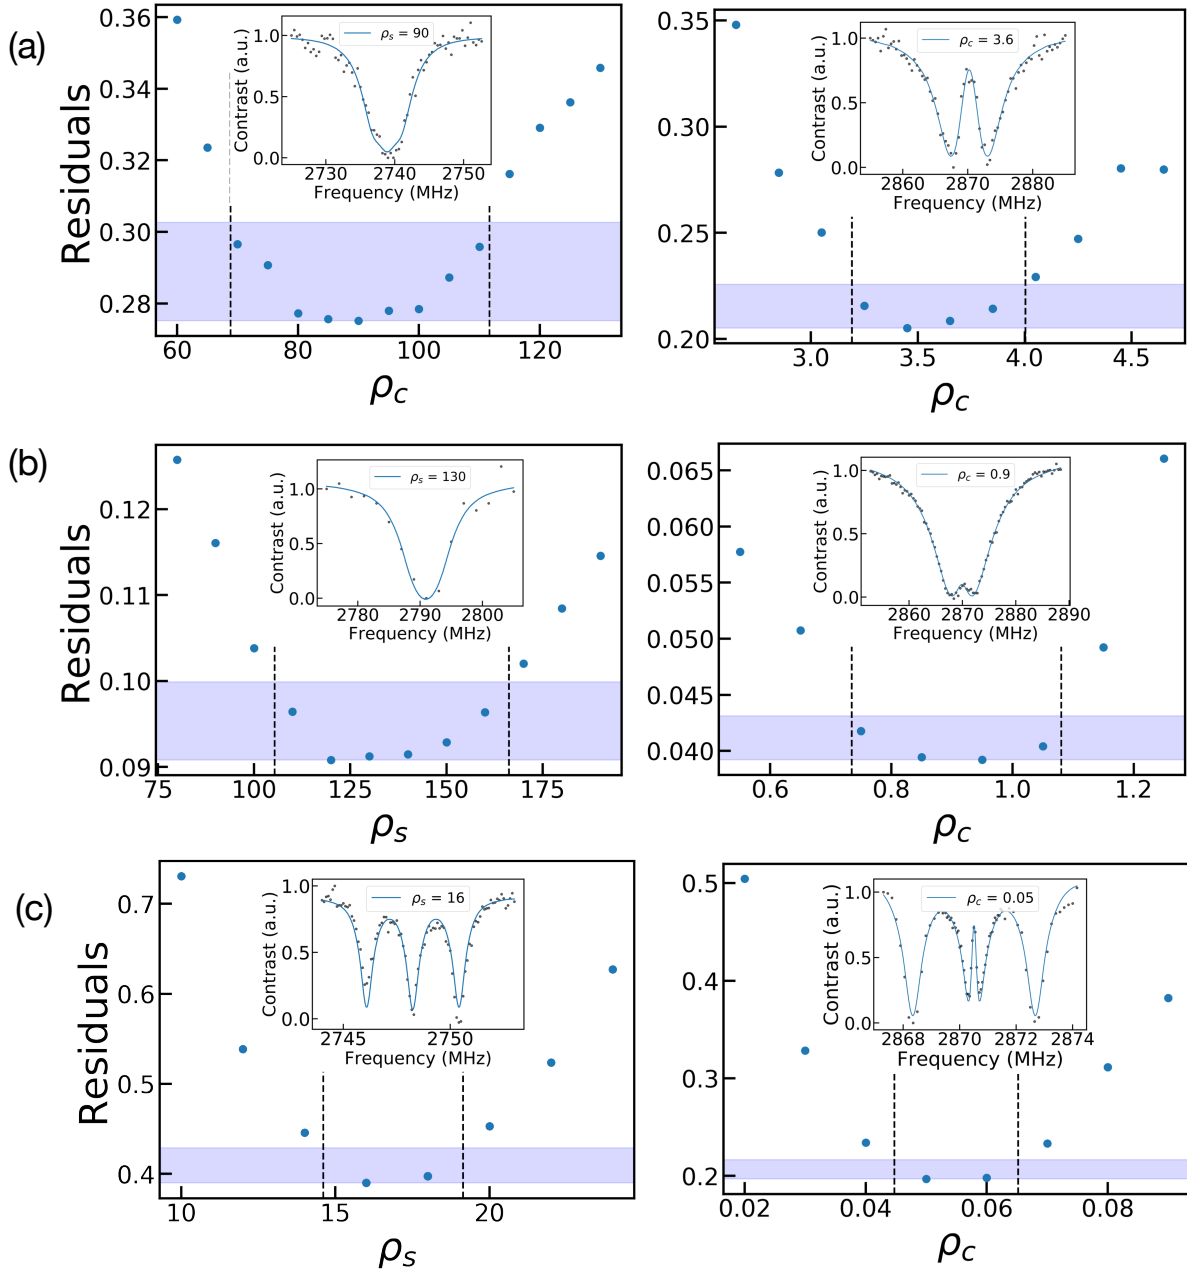 (a)
Residuals
0.36
0.34
0.32
0.30
0.28
60
80
100
120
ρc
Contrast (a.u.)
1.0
0.5
0.0
ρs = 90
2730
2740
2750
Frequency (MHz)
0.35
0.30
0.25
0.20
3.0
3.5
4.0
4.5
ρc
Contrast (a.u.)
1.0
0.5
0.0
ρc = 3.6
2860
2870
2880
Frequency (MHz)
(b)
Residuals
0.12
0.11
0.10
0.09
75
100
125
150
175
ρs
Contrast (a.u.)
1.0
0.5
0.0
ρs = 130
2780
2790
2800
Frequency (MHz)
0.065
0.060
0.055
0.050
0.045
0.040
0.6
0.8
1.0
1.2
ρc
Contrast (a.u.)
1.0
0.5
0.0
ρc = 0.9
2860
2870
2880
2890
Frequency (MHz)
(c)
Residuals
0.7
0.6
0.5
0.4
10
15
20
ρs
Contrast (a.u.)
1.0
0.5
0.0
ρs = 16
2745
2750
Frequency (MHz)
0.5
0.4
0.3
0.2
0.02
0.04
0.06
0.08
ρc
Contrast (a.u.)
1.0
0.5
0.0
ρc = 0.05
2868
2870
2872
2874
Frequency (MHz)